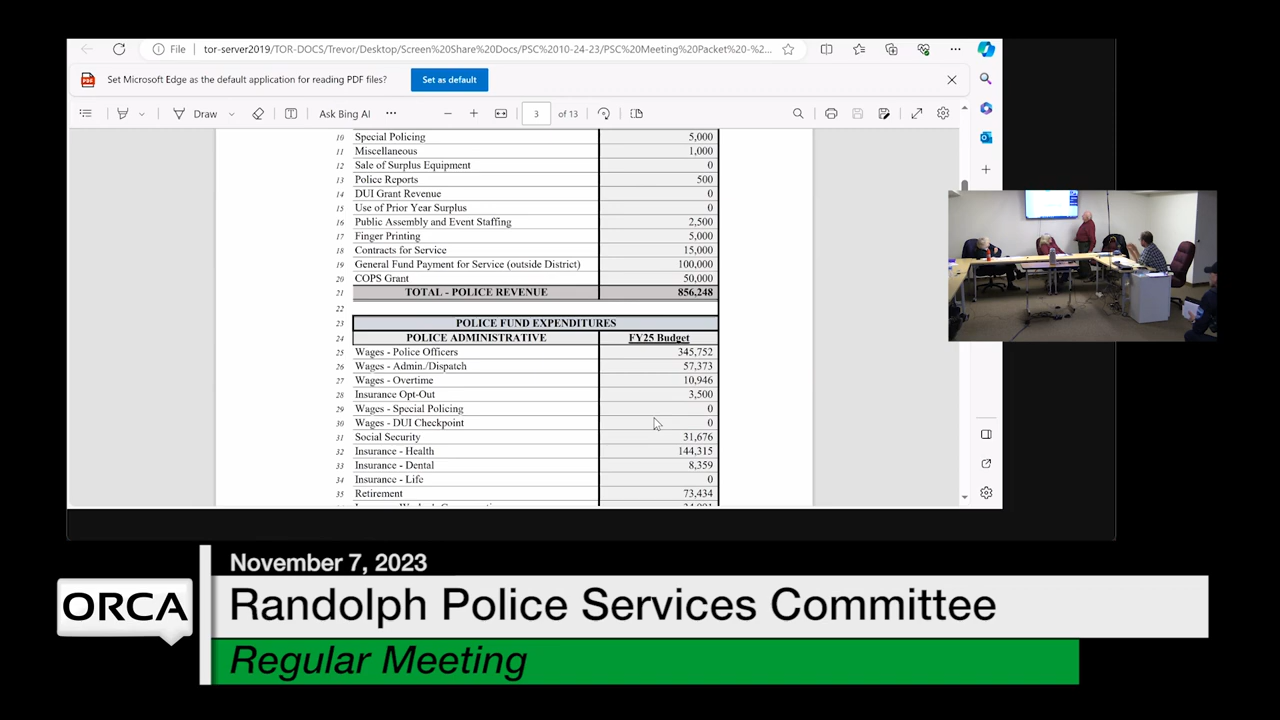 File tor-server2019/TOR-DOCS/Trevor/Desktop/Screen%20Share%20Docs/PSC%2010-24-23/PSC%20Meeting%20Packet%20-%2...
Set Microsoft Edge as the default application for reading PDF files? Set as default
Draw Ask Bing AI 3 of 13
10 Special Policing 5,000
11 Miscellaneous 1,000
12 Sale of Surplus Equipment 0
13 Police Reports 500
14 DUI Grant Revenue 0
15 Use of Prior Year Surplus 0
16 Public Assembly and Event Staffing 2,500
17 Finger Printing 5,000
18 Contracts for Service 15,000
19 General Fund Payment for Service (outside District) 100,000
20 COPS Grant 50,000
21 TOTAL - POLICE REVENUE 856,248
22
23 POLICE FUND EXPENDITURES
24 POLICE ADMINISTRATIVE FY25 Budget
25 Wages - Police Officers 345,752
26 Wages - Admin./Dispatch 57,373
27 Wages - Overtime 10,946
28 Insurance Opt-Out 3,500
29 Wages - Special Policing 0
30 Wages - DUI Checkpoint 0
31 Social Security 31,676
32 Insurance - Health 144,315
33 Insurance - Dental 8,359
34 Insurance - Life 0
35 Retirement 73,434
November 7, 2023
ORCA
Randolph Police Services Committee
Regular Meeting